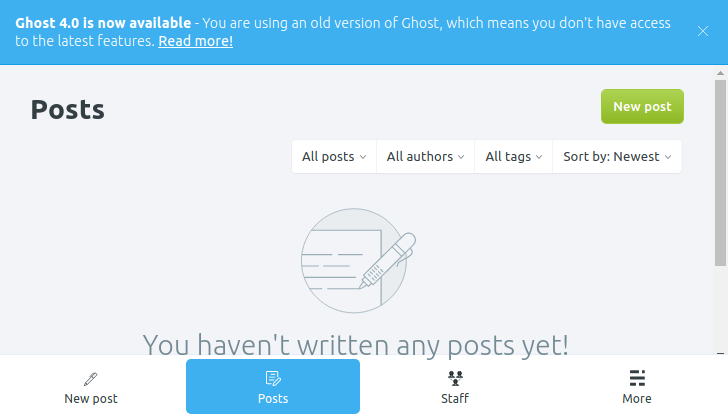 Ghost 4.0 is now available - You are using an old version of Ghost, which means you don't have access
to the latest features. Read more!
Posts
New post
All posts
All authors
All tags
Sort by: Newest
You haven't written any posts yet!
New post
Posts
Staff
More